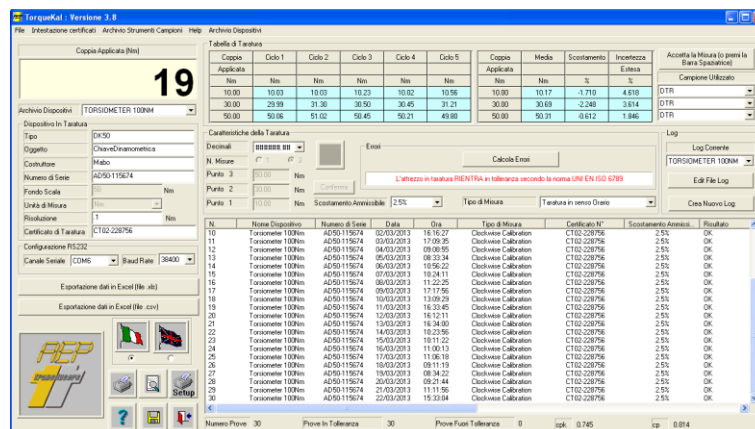 TorqueKal : Versione 3.8
File Intestazione certificati Archivio Strumenti Campioni Help Archivio Dispositivi
Coppia Applicata (Nm)
19
Archivio Dispositivi TORSIOMETER 100NM
Dispositivo In Taratura
Tipo DK50
Oggetto ChiaveDinamometrica
Costruttore Mabo
Numero di Serie AD50-115674
Fondo Scala 50 Nm
Unità di Misura Nm
Risoluzione .1 Nm
Certificato di Taratura CT02-228756
Configurazione RS232
Canale Seriale COM6 Baud Rate 38400
Esportazione dati in Excel (file .xls)
Esportazione dati in Excel (file .csv)
AEP
transducers
Setup
Tabella di Taratura
Coppia Ciclo 1 Ciclo 2 Ciclo 3 Ciclo 4 Ciclo 5
Applicata
Nm Nm Nm Nm Nm Nm
10.00 10.03 10.03 10.23 10.02 10.56
30.00 29.99 31.30 30.50 30.45 31.21
50.00 50.06 51.02 50.45 50.21 49.80
Coppia Media Scostamento Incertezza
Applicata Estesa
Nm Nm % %
10.00 10.17 -1.710 4.618
30.00 30.69 -2.248 3.614
50.00 50.31 -0.612 1.846
Accetta la Misura (o premi la Barra Spaziatrice)
Campione Utilizzato
DTR
DTR
DTR
Caratteristiche della Taratura
Decimali ######.##
N. Misure 1 2
Punto 3 50.00 Nm
Punto 2 30.00 Nm Conferma
Punto 1 10.00 Nm Scostamento Ammissibile 2.5% Tipo di Misura Taratura in senso Orario
Errori
Calcola Errori
L'attrezzo in taratura RIENTRA in tolleranza secondo la norma UNI EN ISO 6789
Log
Log Corrente
TORSIOMETER 100NM
Edit File Log
Crea Nuovo Log
N. Nome Dispositivo Numero di Serie Data Ora Tipo di Misura Certificato N° Scostamento Ammissi... Risultato
10 Torsiometer 100Nm AD50-115674 02/03/2013 16:16:27 Clockwise Calibration CT02-228756 2.5% OK
11 Torsiometer 100Nm AD50-115674 03/03/2013 17:09:35 Clockwise Calibration CT02-228756 2.5% OK
12 Torsiometer 100Nm AD50-115674 04/03/2013 09:08:55 Clockwise Calibration CT02-228756 2.5% OK
13 Torsiometer 100Nm AD50-115674 05/03/2013 08:33:34 Clockwise Calibration CT02-228756 2.5% OK
14 Torsiometer 100Nm AD50-115674 06/03/2013 10:56:22 Clockwise Calibration CT02-228756 2.5% OK
15 Torsiometer 100Nm AD50-115674 07/03/2013 10:24:11 Clockwise Calibration CT02-228756 2.5% OK
16 Torsiometer 100Nm AD50-115674 08/03/2013 11:22:25 Clockwise Calibration CT02-228756 2.5% OK
17 Torsiometer 100Nm AD50-115674 09/03/2013 17:17:56 Clockwise Calibration CT02-228756 2.5% OK
18 Torsiometer 100Nm AD50-115674 10/03/2013 13:09:29 Clockwise Calibration CT02-228756 2.5% OK
19 Torsiometer 100Nm AD50-115674 11/03/2013 16:33:45 Clockwise Calibration CT02-228756 2.5% OK
20 Torsiometer 100Nm AD50-115674 12/03/2013 16:12:11 Clockwise Calibration CT02-228756 2.5% OK
21 Torsiometer 100Nm AD50-115674 13/03/2013 16:34:00 Clockwise Calibration CT02-228756 2.5% OK
22 Torsiometer 100Nm AD50-115674 14/03/2013 10:23:56 Clockwise Calibration CT02-228756 2.5% OK
23 Torsiometer 100Nm AD50-115674 15/03/2013 10:11:22 Clockwise Calibration CT02-228756 2.5% OK
24 Torsiometer 100Nm AD50-115674 16/03/2013 11:00:13 Clockwise Calibration CT02-228756 2.5% OK
25 Torsiometer 100Nm AD50-115674 17/03/2013 11:06:18 Clockwise Calibration CT02-228756 2.5% OK
26 Torsiometer 100Nm AD50-115674 18/03/2013 09:11:19 Clockwise Calibration CT02-228756 2.5% OK
27 Torsiometer 100Nm AD50-115674 19/03/2013 08:34:22 Clockwise Calibration CT02-228756 2.5% OK
28 Torsiometer 100Nm AD50-115674 20/03/2013 09:21:44 Clockwise Calibration CT02-228756 2.5% OK
29 Torsiometer 100Nm AD50-115674 21/03/2013 11:11:56 Clockwise Calibration CT02-228756 2.5% OK
30 Torsiometer 100Nm AD50-115674 22/03/2013 15:33:04 Clockwise Calibration CT02-228756 2.5% OK
Numero Prove 30 Prove In Tolleranza 30 Prove Fuori Tolleranza 0 cpk 0.745 cp 0.814